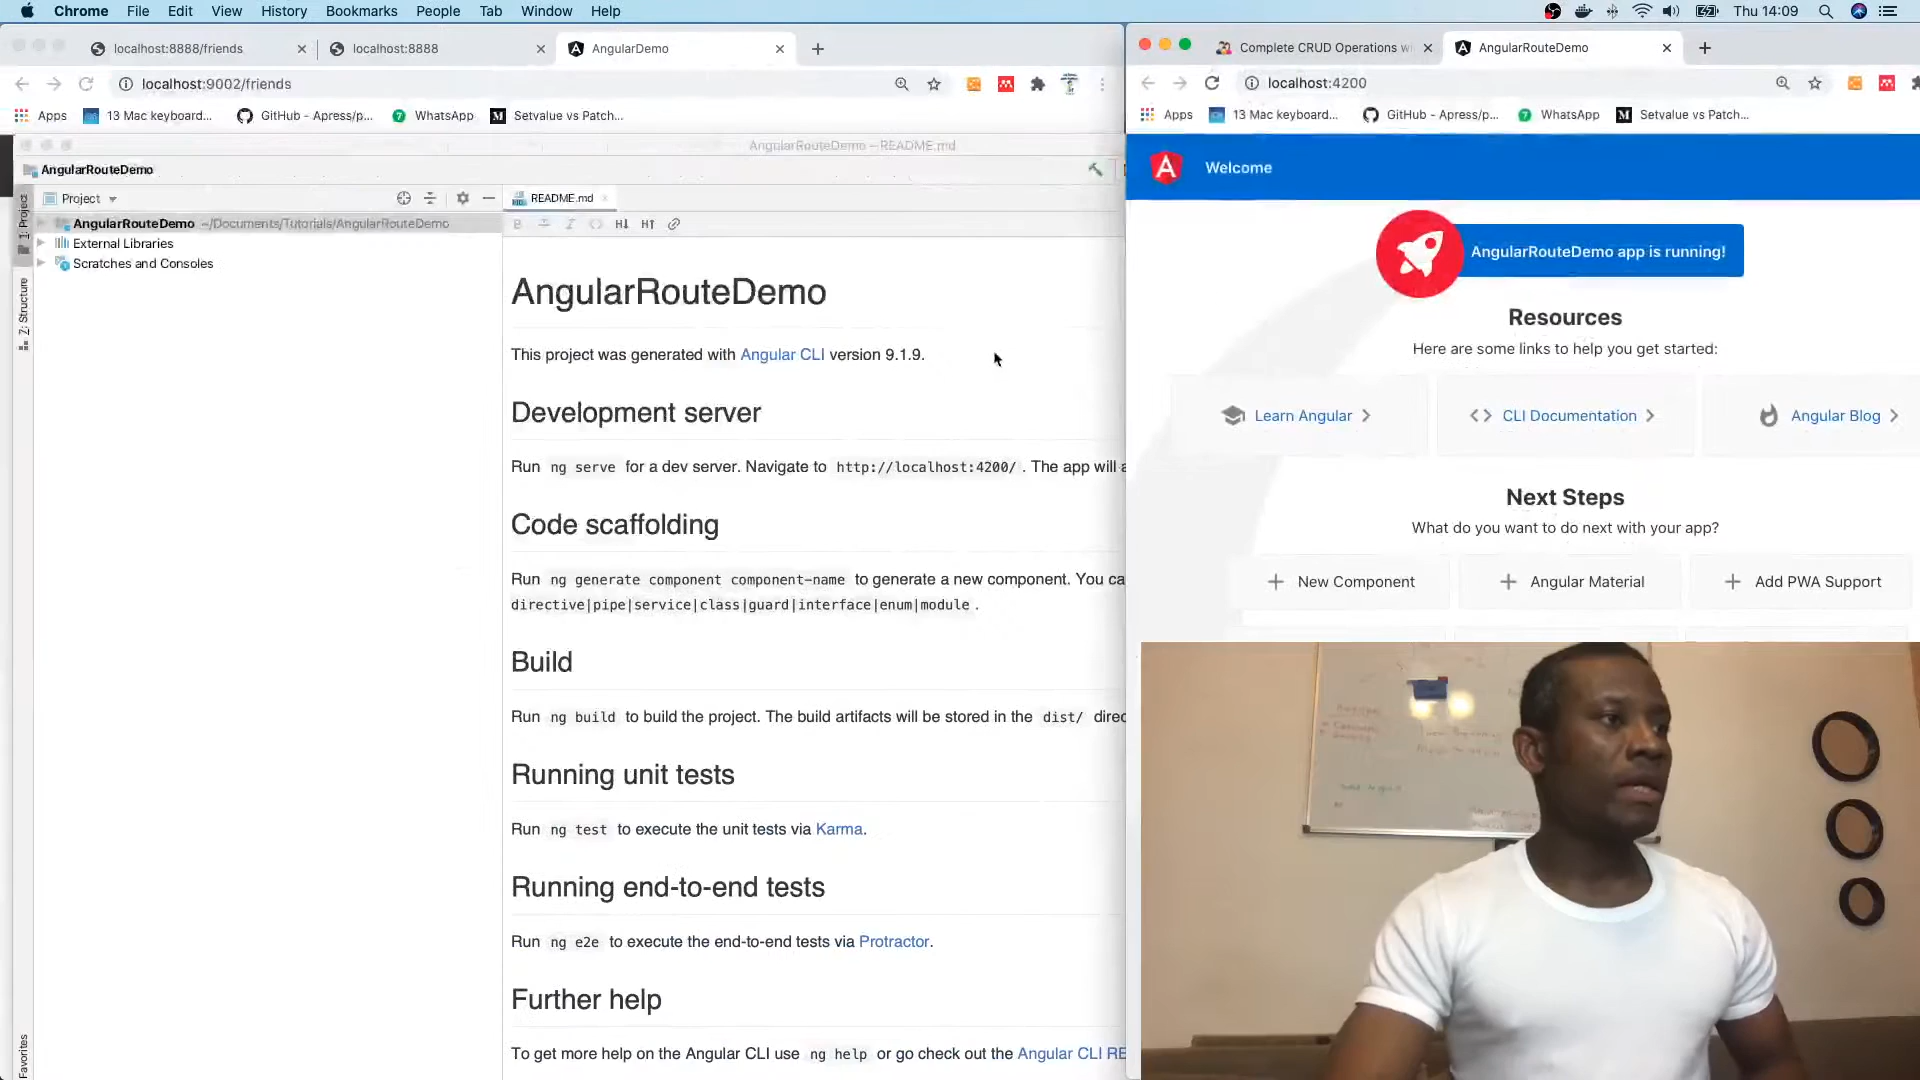 Chrome File Edit View History Bookmarks People Tab Window Help Thu 14:09
localhost:8888/friends localhost:8888 AngularDemo
localhost:9002/friends
Apps 13 Mac keyboard... GitHub - Apress/p... WhatsApp Setvalue vs Patch...
AngularRouteDemo – README.md
AngularRouteDemo
Project
README.md
AngularRouteDemo ~/Documents/Tutorials/AngularRouteDemo
External Libraries
Scratches and Consoles
1: Project
7: Structure
Favorites
AngularRouteDemo
This project was generated with Angular CLI version 9.1.9.
Development server
Run ng serve for a dev server. Navigate to http://localhost:4200/ . The app will a
Code scaffolding
Run ng generate component component-name to generate a new component. You ca
directive|pipe|service|class|guard|interface|enum|module .
Build
Run ng build to build the project. The build artifacts will be stored in the dist/ direc
Running unit tests
Run ng test to execute the unit tests via Karma.
Running end-to-end tests
Run ng e2e to execute the end-to-end tests via Protractor.
Further help
To get more help on the Angular CLI use ng help or go check out the Angular CLI RE
Complete CRUD Operations w AngularRouteDemo
localhost:4200
Apps 13 Mac keyboard... GitHub - Apress/p... WhatsApp Setvalue vs Patch...
Welcome
AngularRouteDemo app is running!
Resources
Here are some links to help you get started:
Learn Angular CLI Documentation Angular Blog
Next Steps
What do you want to do next with your app?
New Component Angular Material Add PWA Support